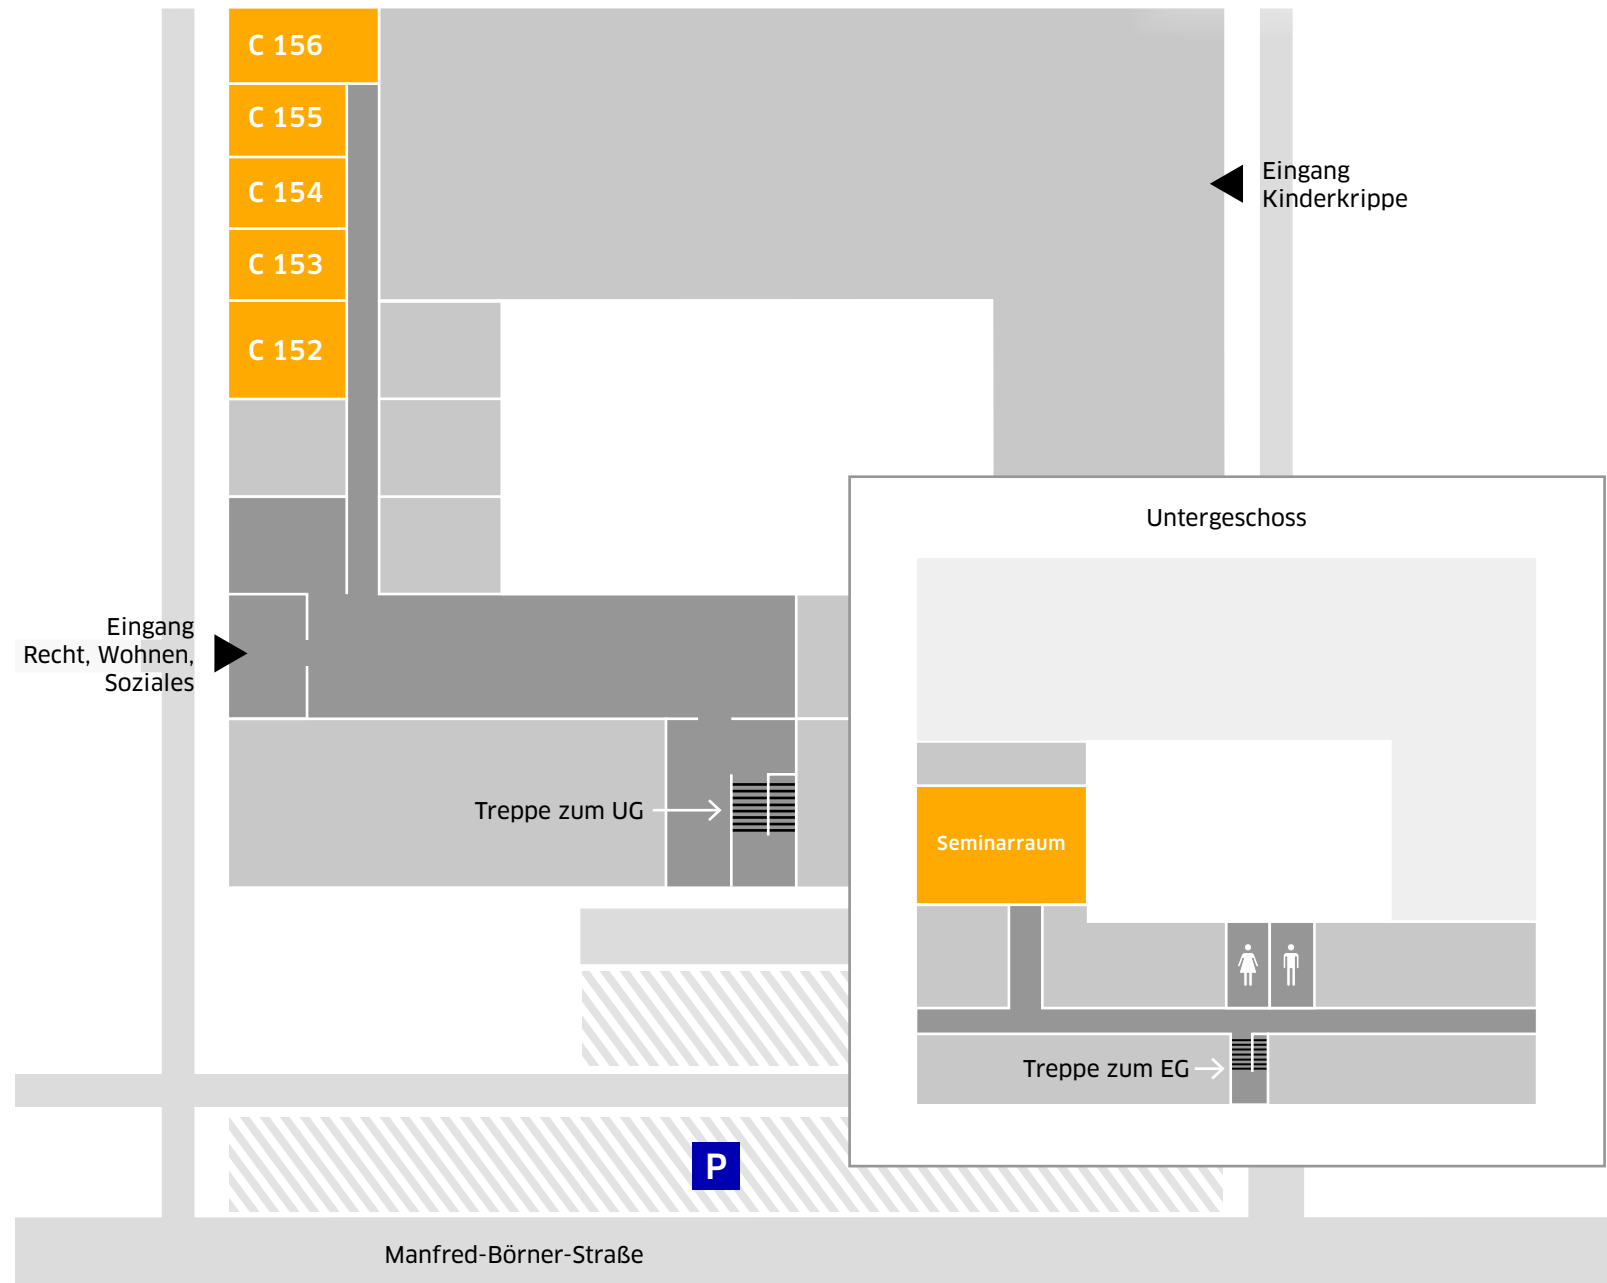 C 156
C 155
C 154
C 153
C 152
Eingang
Kinderkrippe
Eingang
Recht, Wohnen,
Soziales
Treppe zum UG
Untergeschoss
Seminarraum
Treppe zum EG
P
Manfred-Börner-Straße